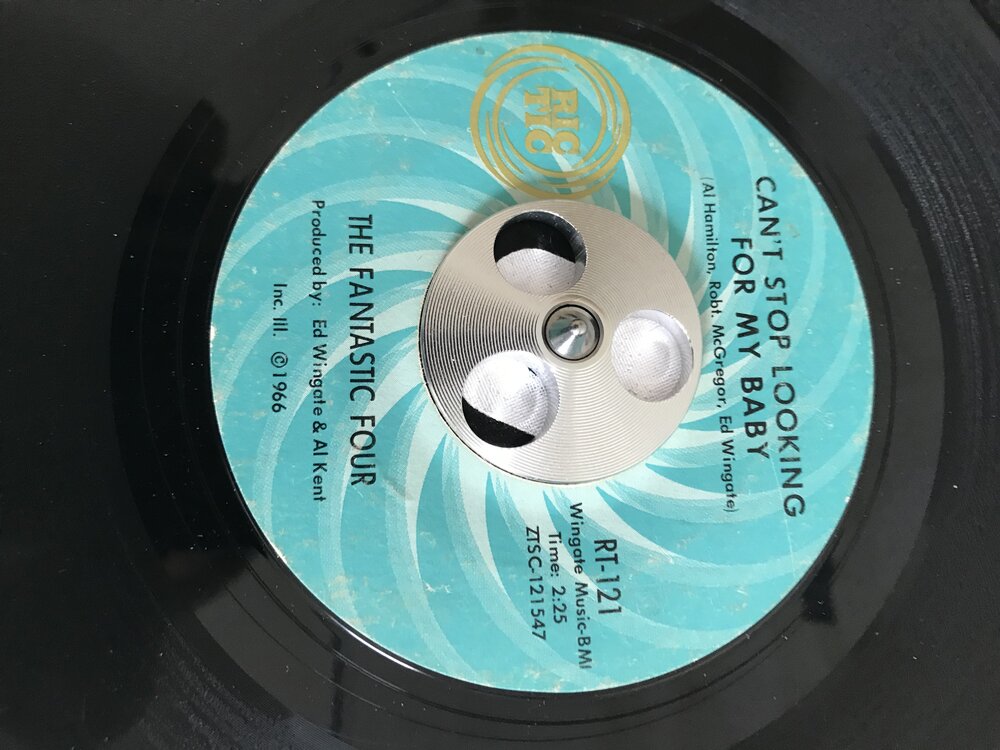 RIC
TIC
CAN'T STOP LOOKING
FOR MY BABY
(Al Hamilton, Robt. McGregor, Ed Wingate)
RT-121
Wingate Music-BMI
Time: 2:25
ZTSC-121547
THE FANTASTIC FOUR
Produced by: Ed Wingate & Al Kent
Inc. Ill. ©1966